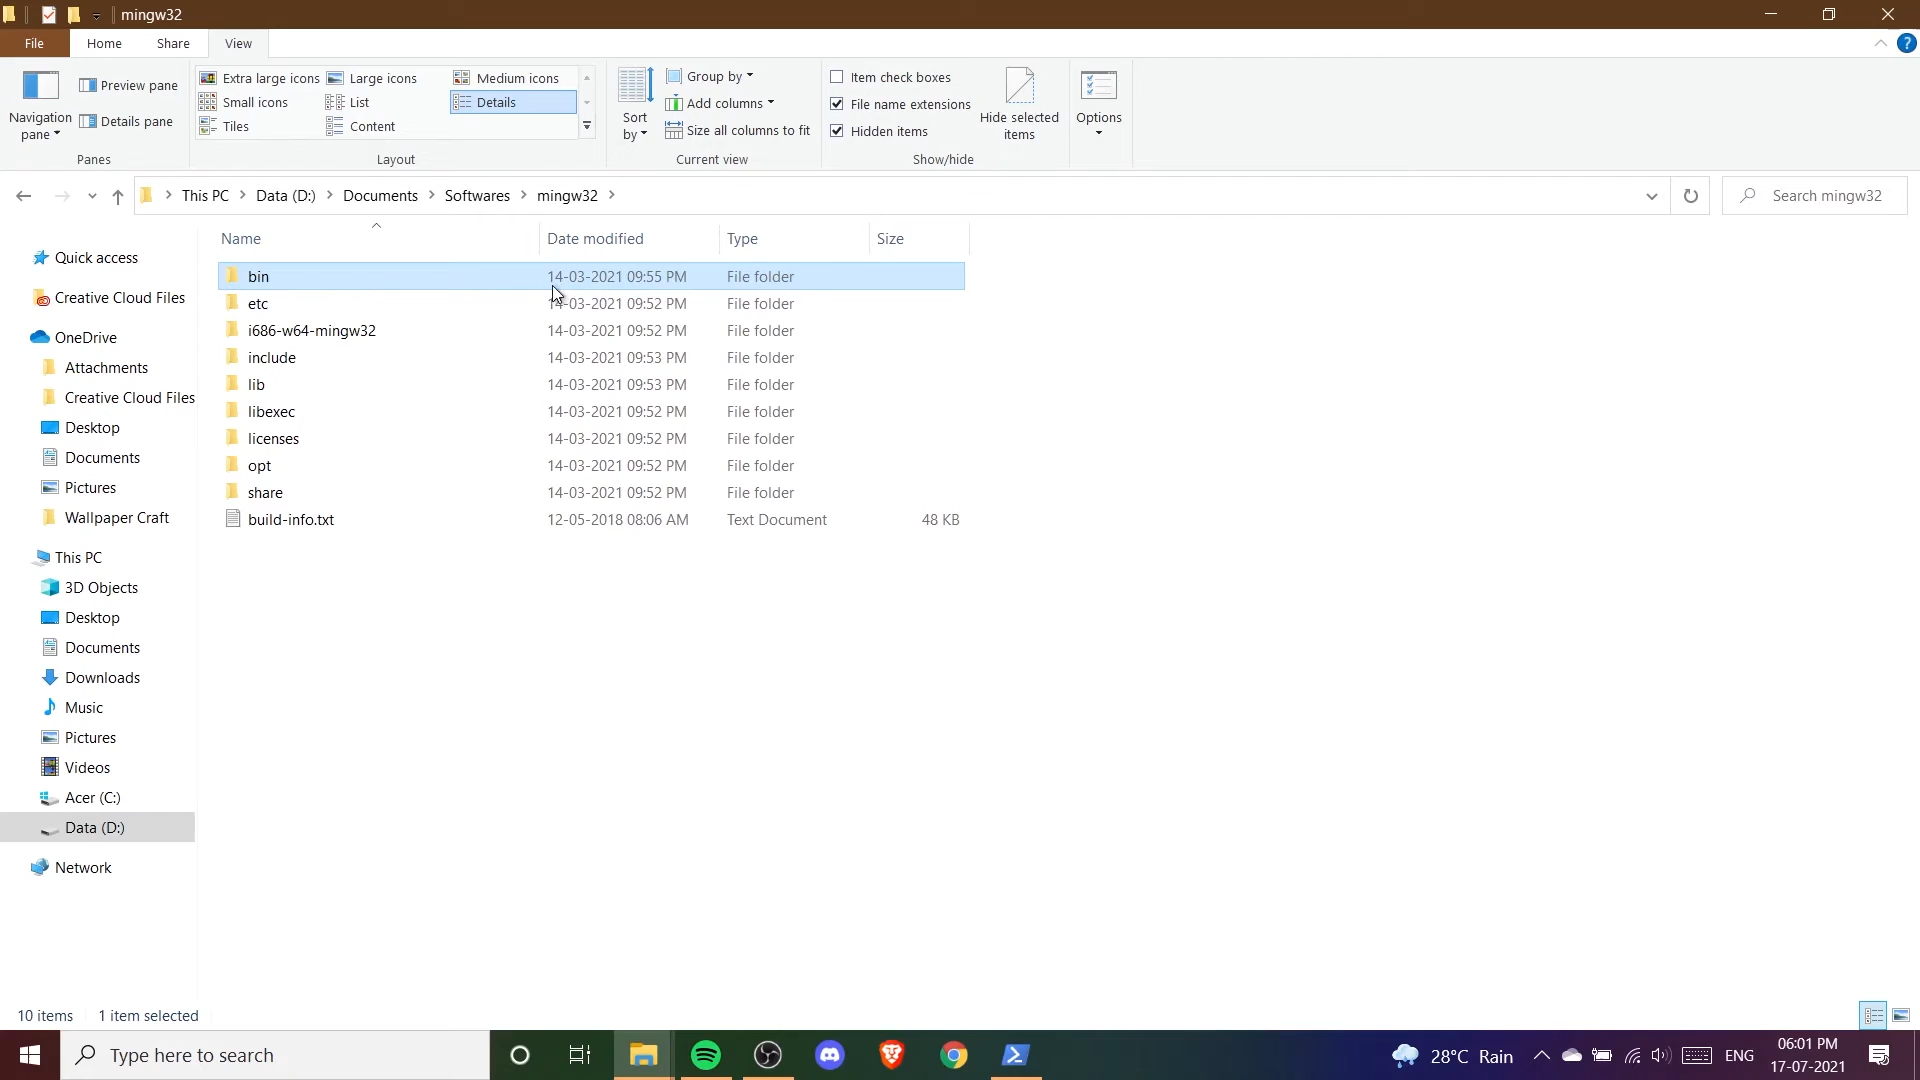 mingw32
File Home Share View
Navigation pane
Preview pane
Details pane
Panes
Extra large icons Large icons Medium icons
Small icons List Details
Tiles Content
Layout
Sort by
Group by
Add columns
Size all columns to fit
Current view
Item check boxes
File name extensions
Hidden items
Hide selected items
Show/hide
Options
This PC Data (D:) Documents Softwares mingw32
Search mingw32
Name Date modified Type Size
bin 14-03-2021 09:55 PM File folder
etc 14-03-2021 09:52 PM File folder
i686-w64-mingw32 14-03-2021 09:52 PM File folder
include 14-03-2021 09:53 PM File folder
lib 14-03-2021 09:53 PM File folder
libexec 14-03-2021 09:52 PM File folder
licenses 14-03-2021 09:52 PM File folder
opt 14-03-2021 09:52 PM File folder
share 14-03-2021 09:52 PM File folder
build-info.txt 12-05-2018 08:06 AM Text Document 48 KB
Quick access
Creative Cloud Files
OneDrive
Attachments
Creative Cloud Files
Desktop
Documents
Pictures
Wallpaper Craft
This PC
3D Objects
Desktop
Documents
Downloads
Music
Pictures
Videos
Acer (C:)
Data (D:)
Network
10 items 1 item selected
Type here to search
28°C Rain
ENG
06:01 PM
17-07-2021